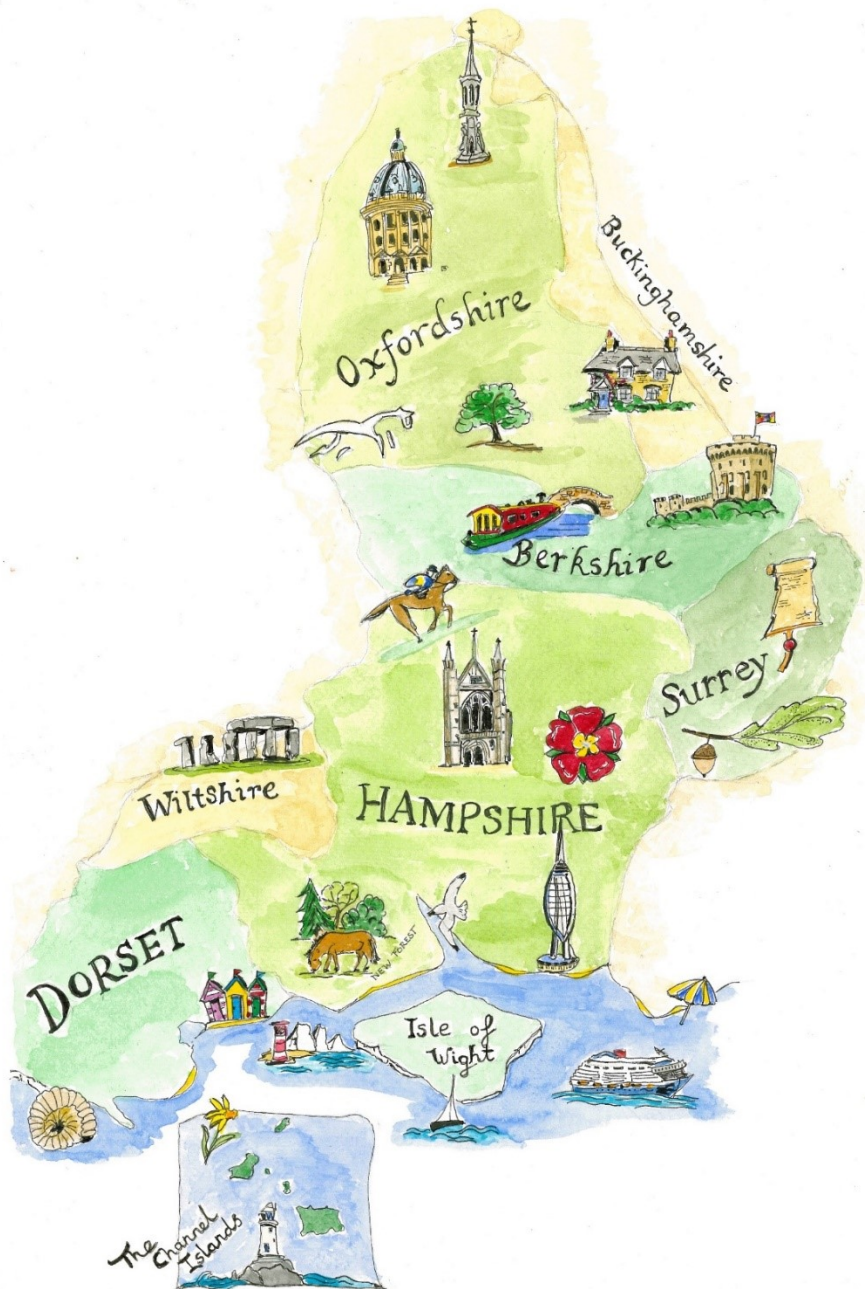 Buckinghamshire
Oxfordshire
Berkshire
Surrey
Wiltshire
HAMPSHIRE
NEW FOREST
DORSET
Isle of
Wight
The
Channel
Islands